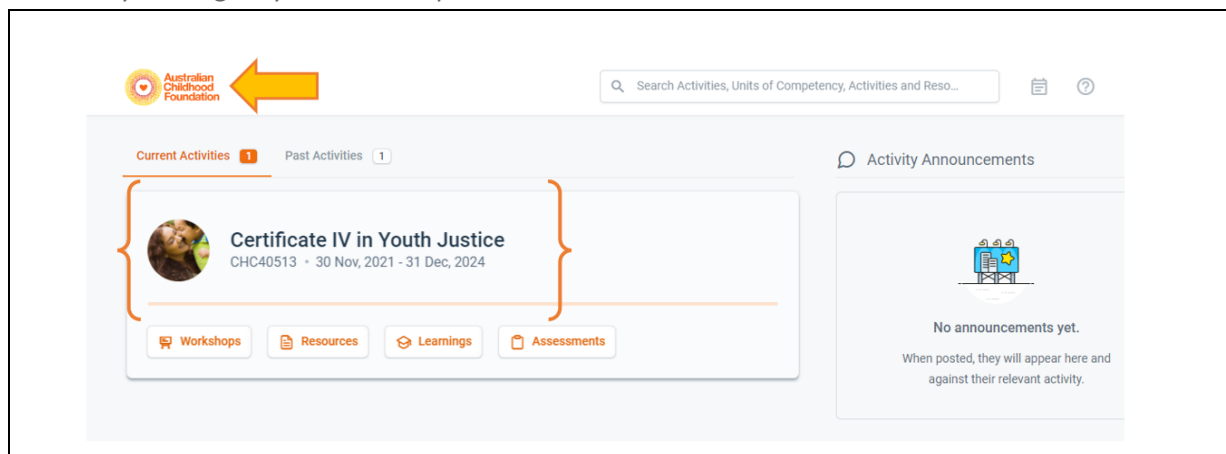 Australian
Childhood
Foundation
Search Activities, Units of Competency, Activities and Reso...
Current Activities 1
Past Activities 1
Activity Announcements
Certificate IV in Youth Justice
CHC40513 • 30 Nov, 2021 - 31 Dec, 2024
Workshops
Resources
Learnings
Assessments
No announcements yet.
When posted, they will appear here and
against their relevant activity.